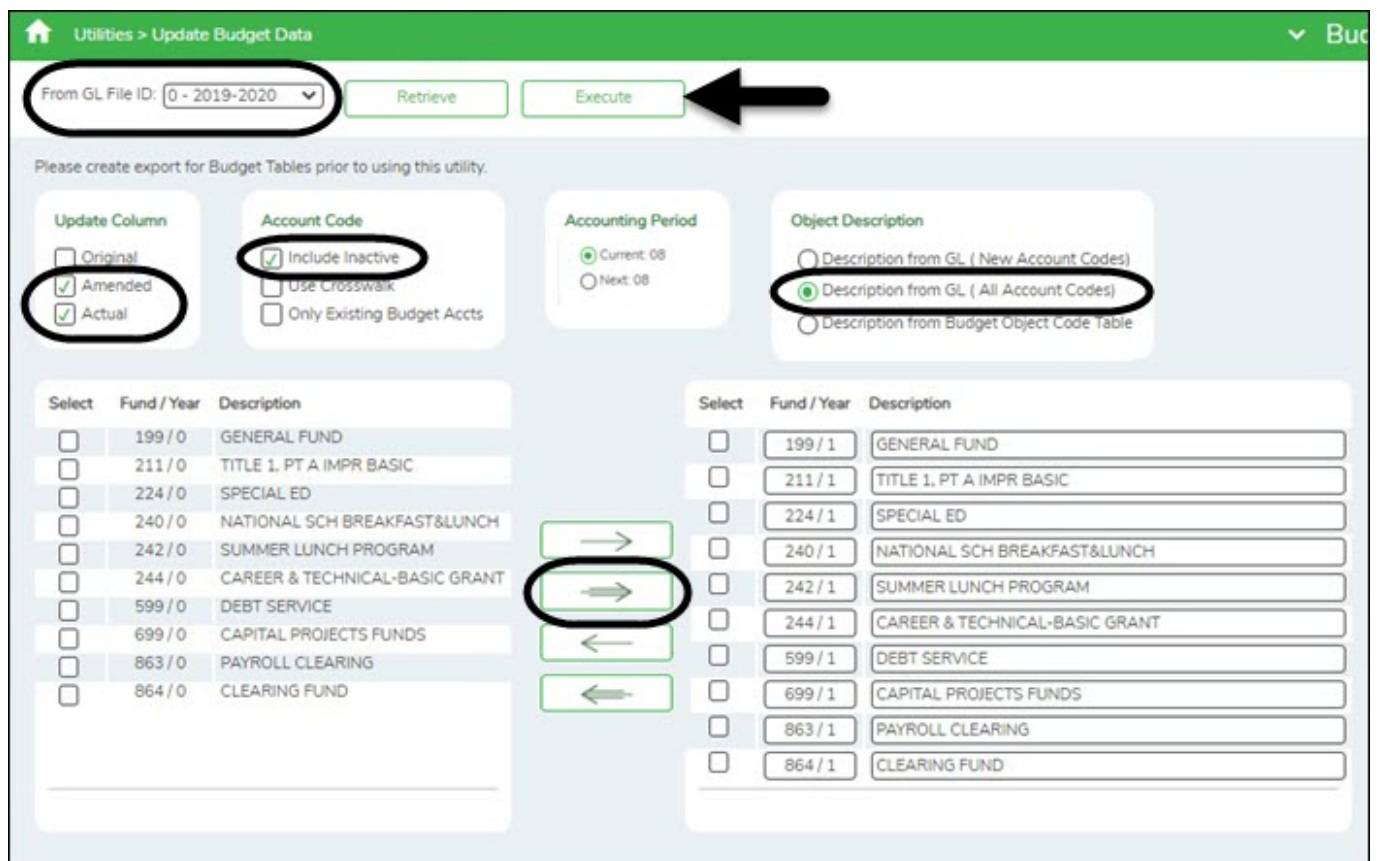 Utilities > Update Budget Data
Bud
From GL File ID: 0 - 2019-2020
Retrieve
Execute
Please create export for Budget Tables prior to using this utility.
Update Column
Original
Amended
Actual
Account Code
Include Inactive
Use Crosswalk
Only Existing Budget Accts
Accounting Period
Current: 08
Next: 08
Object Description
Description from GL ( New Account Codes)
Description from GL ( All Account Codes)
Description from Budget Object Code Table
Select Fund / Year Description
199 / 0 GENERAL FUND
211 / 0 TITLE 1, PT A IMPR BASIC
224 / 0 SPECIAL ED
240 / 0 NATIONAL SCH BREAKFAST&LUNCH
242 / 0 SUMMER LUNCH PROGRAM
244 / 0 CAREER & TECHNICAL-BASIC GRANT
599 / 0 DEBT SERVICE
699 / 0 CAPITAL PROJECTS FUNDS
863 / 0 PAYROLL CLEARING
864 / 0 CLEARING FUND
Select Fund / Year Description
199 / 1 GENERAL FUND
211 / 1 TITLE 1, PT A IMPR BASIC
224 / 1 SPECIAL ED
240 / 1 NATIONAL SCH BREAKFAST&LUNCH
242 / 1 SUMMER LUNCH PROGRAM
244 / 1 CAREER & TECHNICAL-BASIC GRANT
599 / 1 DEBT SERVICE
699 / 1 CAPITAL PROJECTS FUNDS
863 / 1 PAYROLL CLEARING
864 / 1 CLEARING FUND